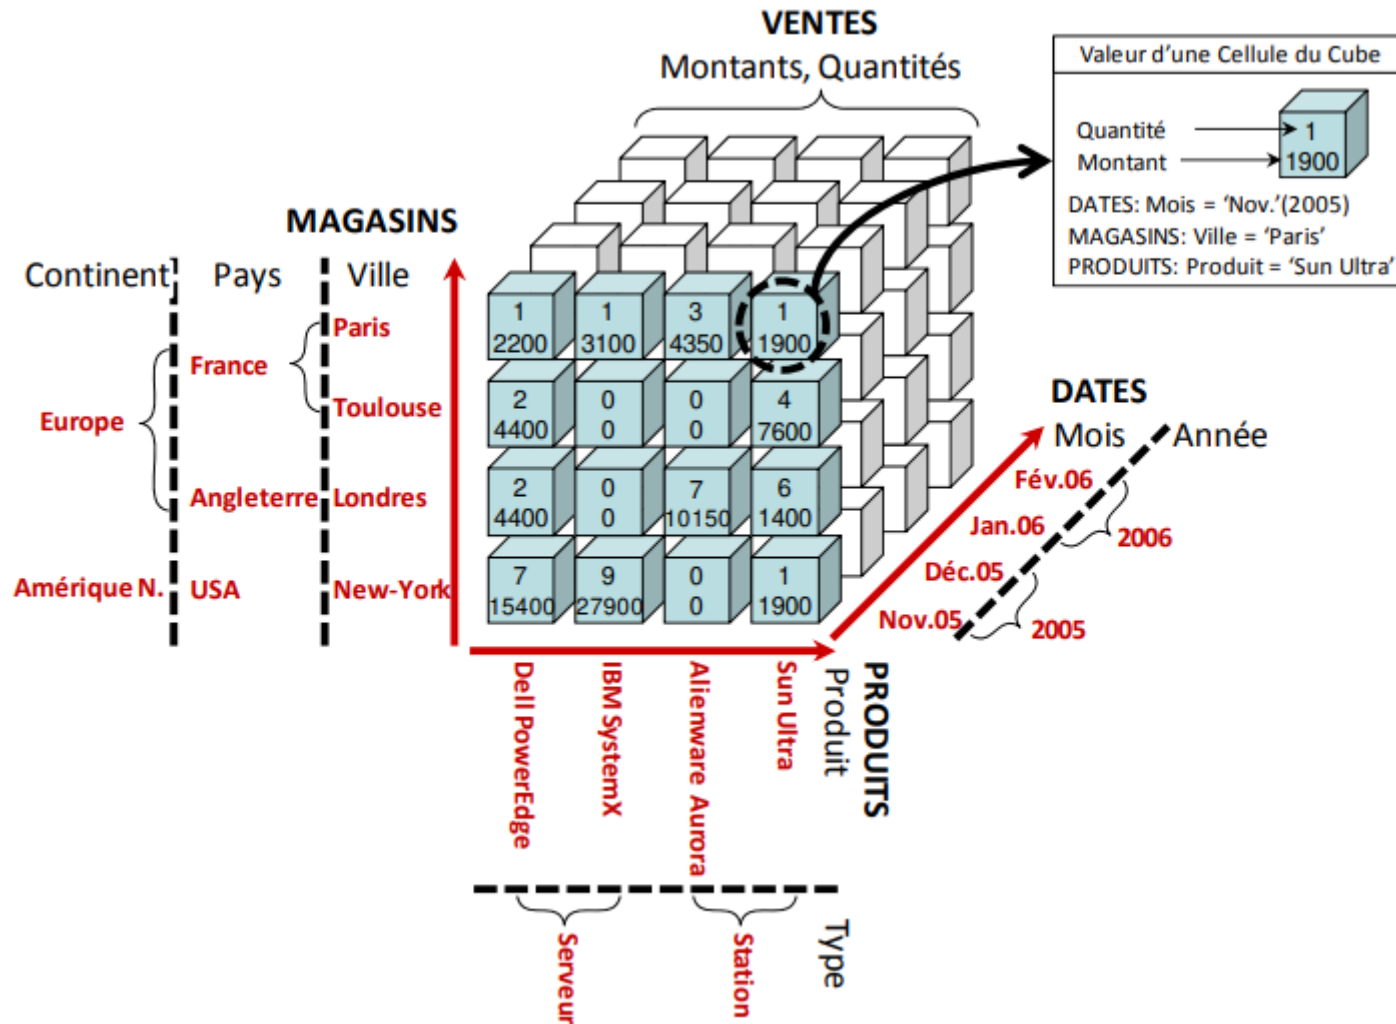 VENTES
Montants, Quantités
Valeur d'une Cellule du Cube
Quantité
1
Montant
1900
DATES: Mois = 'Nov.'(2005)
MAGASINS: Ville = 'Paris'
PRODUITS: Produit = 'Sun Ultra'
MAGASINS
Continent Pays Ville
Paris
France
Toulouse
Europe
Angleterre Londres
Amérique N. USA New-York
1 1 3 1
2200 3100 4350 1900
2 0 0 4
4400 0 0 7600
2 0 7 6
4400 0 10150 1400
7 9 0 1
15400 27900 0 1900
DATES
Mois Année
Fév.06
Jan.06
2006
Déc.05
Nov.05
2005
Dell PowerEdge
IBM SystemX
Alienware Aurora
Sun Ultra
Produit
PRODUITS
Serveur
Station
Type